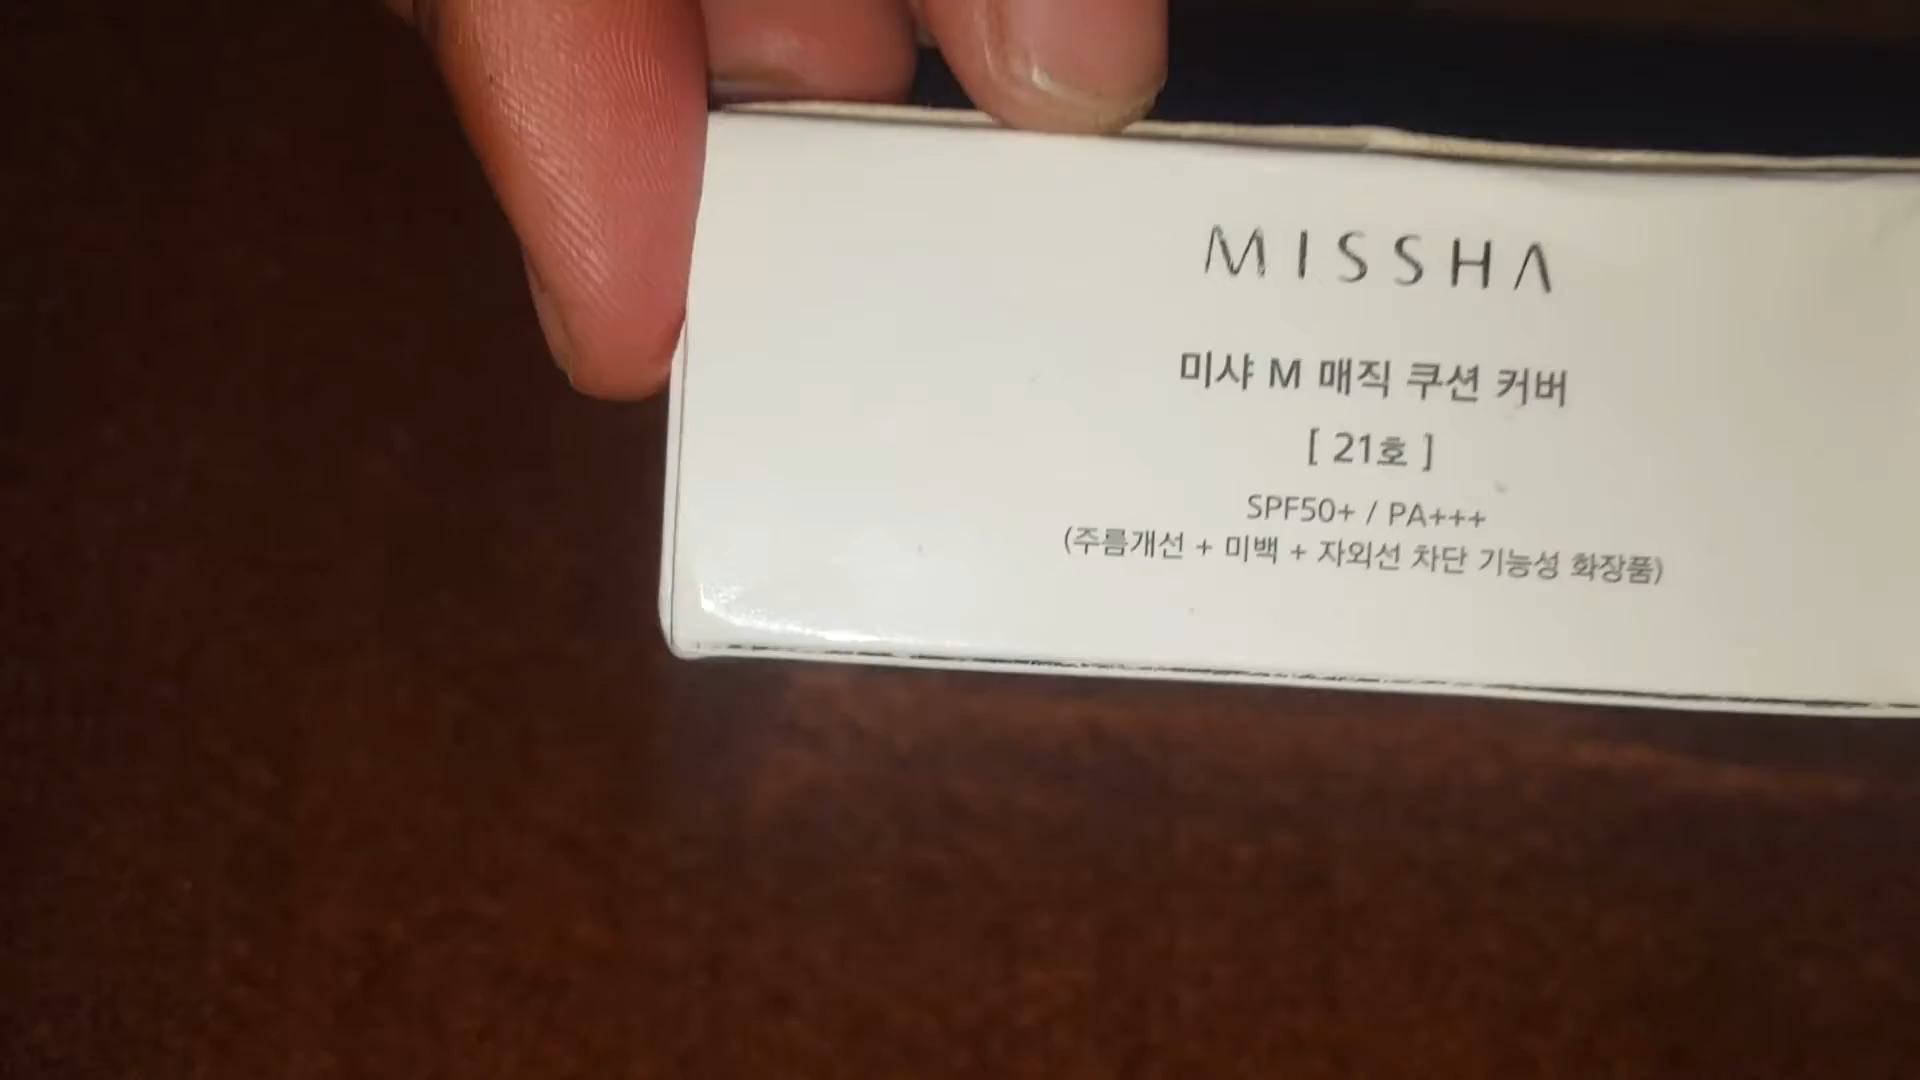 MISSHA
미샤 M 매직 쿠션 커버
[ 21호 ]
SPF50+ / PA+++
(주름개선 + 미백 + 자외선 차단 기능성 화장품)